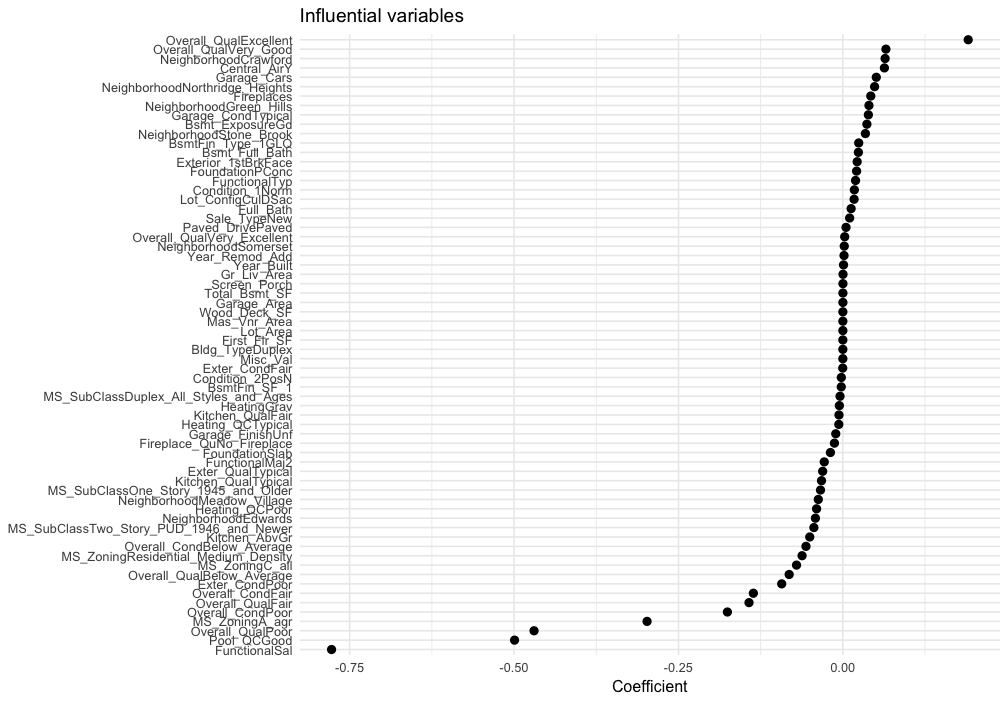 Influential variables
Overall_QualExcellent
Overall_QualVery_Good
NeighborhoodCrawford
Central_AirY
Garage_Cars
NeighborhoodNorthridge_Heights
Fireplaces
NeighborhoodGreen_Hills
Garage_CondTypical
Bsmt_ExposureGd
NeighborhoodStone_Brook
BsmtFin_Type_1GLQ
Bsmt_Full_Bath
Exterior_1stBrkFace
FoundationPConc
FunctionalTyp
Condition_1Norm
Lot_ConfigCulDSac
Full_Bath
Sale_TypeNew
Paved_DrivePaved
Overall_QualVery_Excellent
NeighborhoodSomerset
Year_Remod_Add
Year_Built
Gr_Liv_Area
Screen_Porch
Total_Bsmt_SF
Garage_Area
Wood_Deck_SF
Mas_Vnr_Area
Lot_Area
First_Flr_SF
Bldg_TypeDuplex
Misc_Val
Exter_CondFair
Condition_2PosN
BsmtFin_SF_1
MS_SubClassDuplex_All_Styles_and_Ages
HeatingGrav
Kitchen_QualFair
Heating_QCTypical
Garage_FinishUnf
Fireplace_QuNo_Fireplace
FoundationSlab
FunctionalMaj2
Exter_QualTypical
Kitchen_QualTypical
MS_SubClassOne_Story_1945_and_Older
NeighborhoodMeadow_Village
Heating_QCPoor
NeighborhoodEdwards
MS_SubClassTwo_Story_PUD_1946_and_Newer
Kitchen_AbvGr
Overall_CondBelow_Average
MS_ZoningResidential_Medium_Density
MS_ZoningC_all
Overall_QualBelow_Average
Exter_CondPoor
Overall_CondFair
Overall_QualFair
Overall_CondPoor
MS_ZoningA_agr
Overall_QualPoor
Pool_QCGood
FunctionalSal
-0.75 -0.50 -0.25 0.00
Coefficient